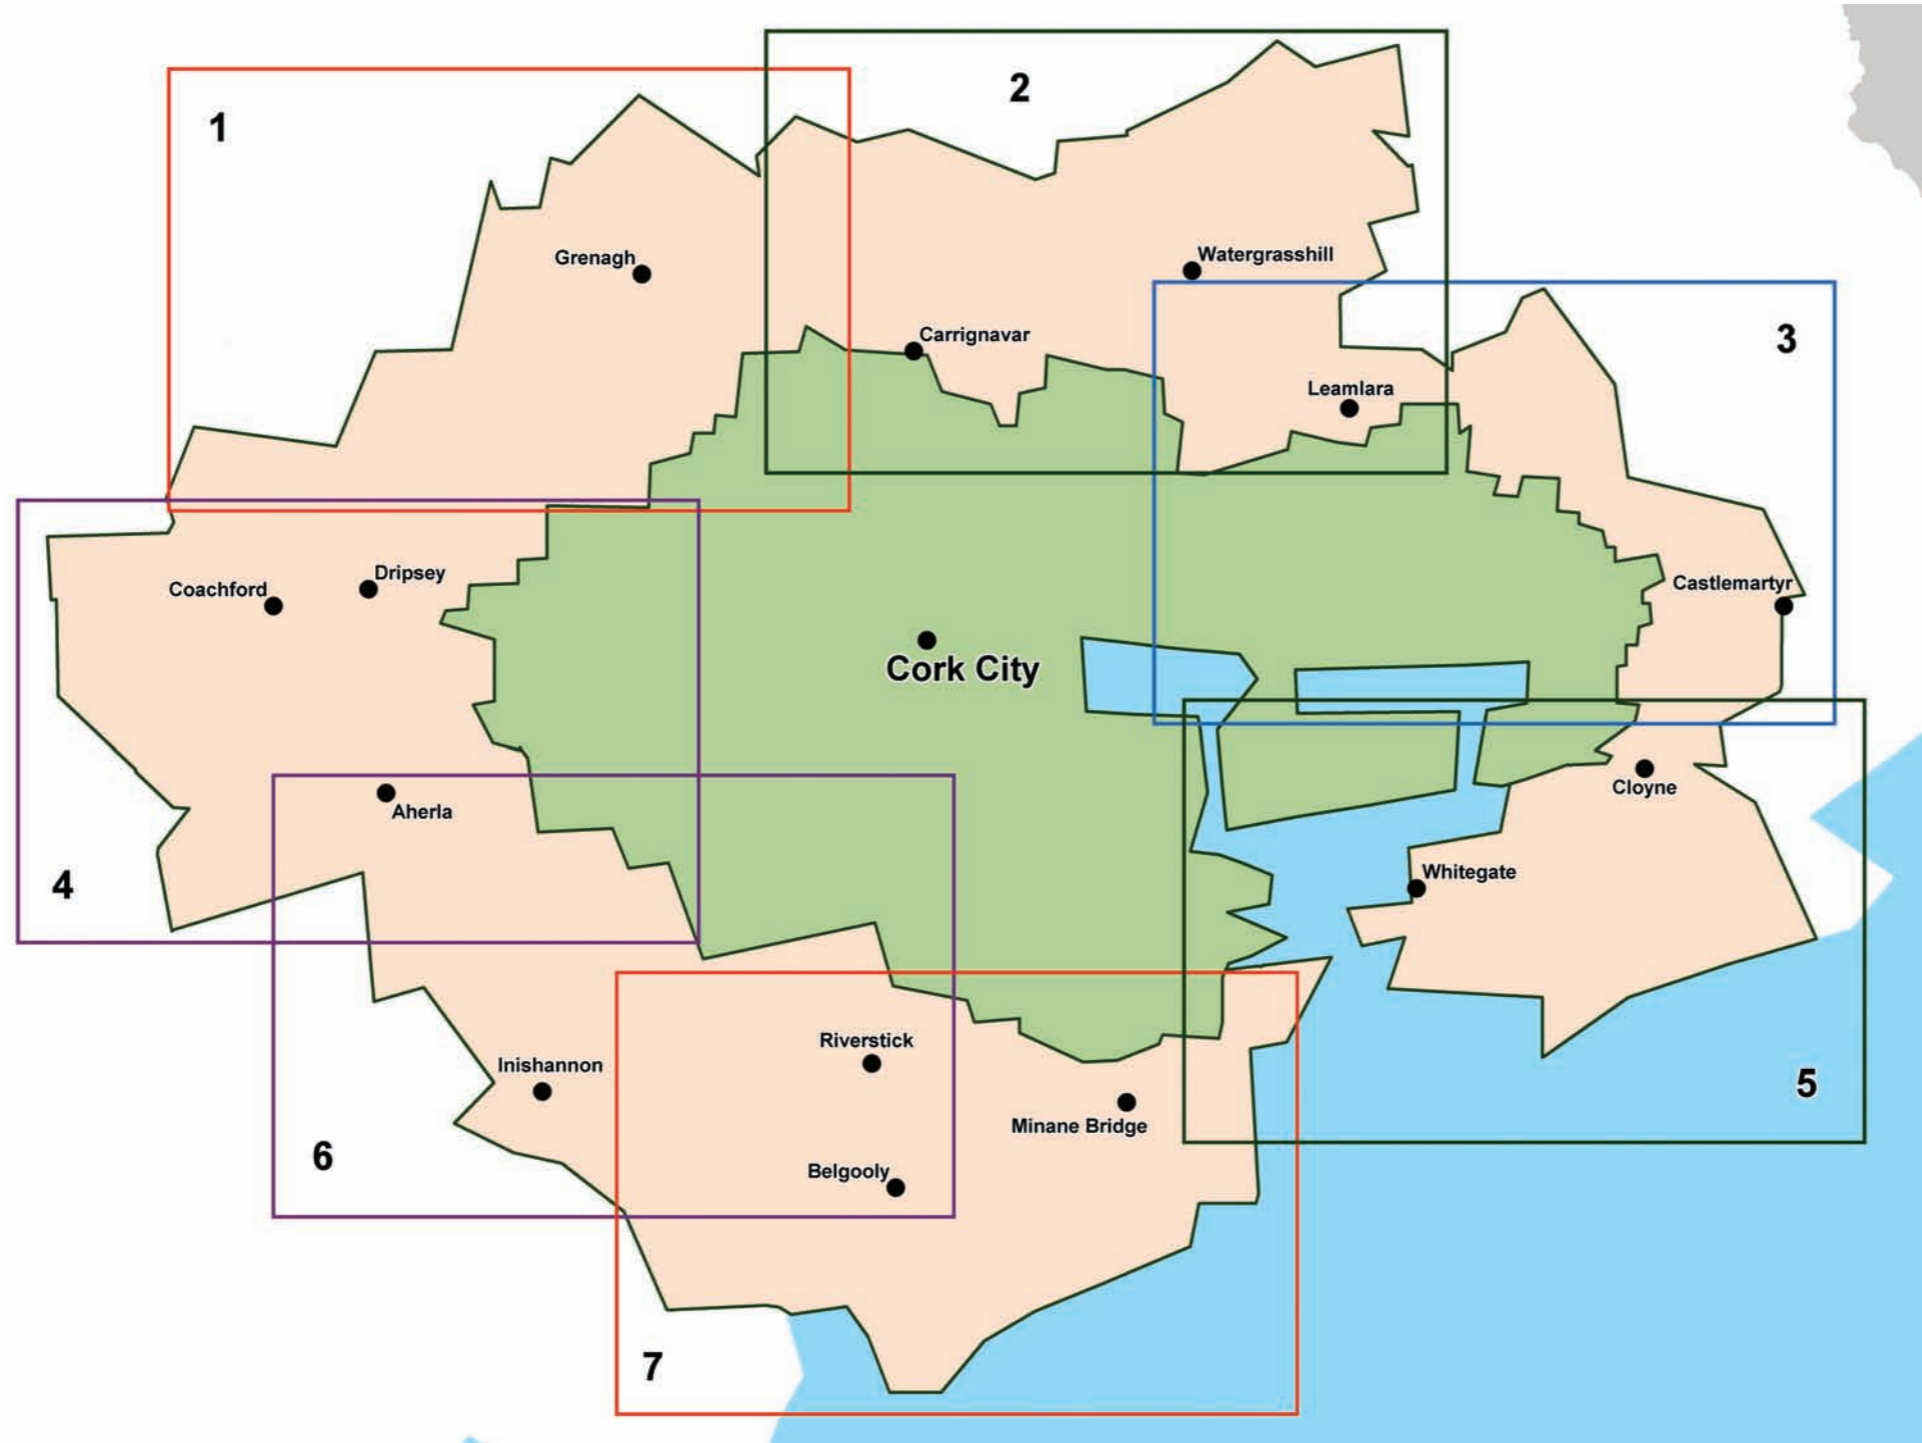 2
1
Watergrasshill
Grenagh
Carrignavar
3
Leamlara
Dripsey
Coachford
Castlemartyr
Cork City
Cloyne
Aherla
Whitegate
4
Riverstick
Inishannon
5
Minane Bridge
6
Belgooly
7